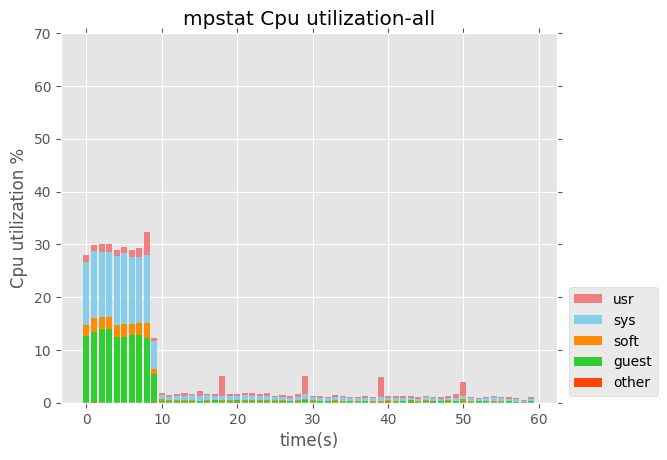 mpstat Cpu utilization-all
70
60
50
40
30
20
10
0
Cpu utilization %
0 10 20 30 40 50 60
time(s)
usr
sys
soft
guest
other